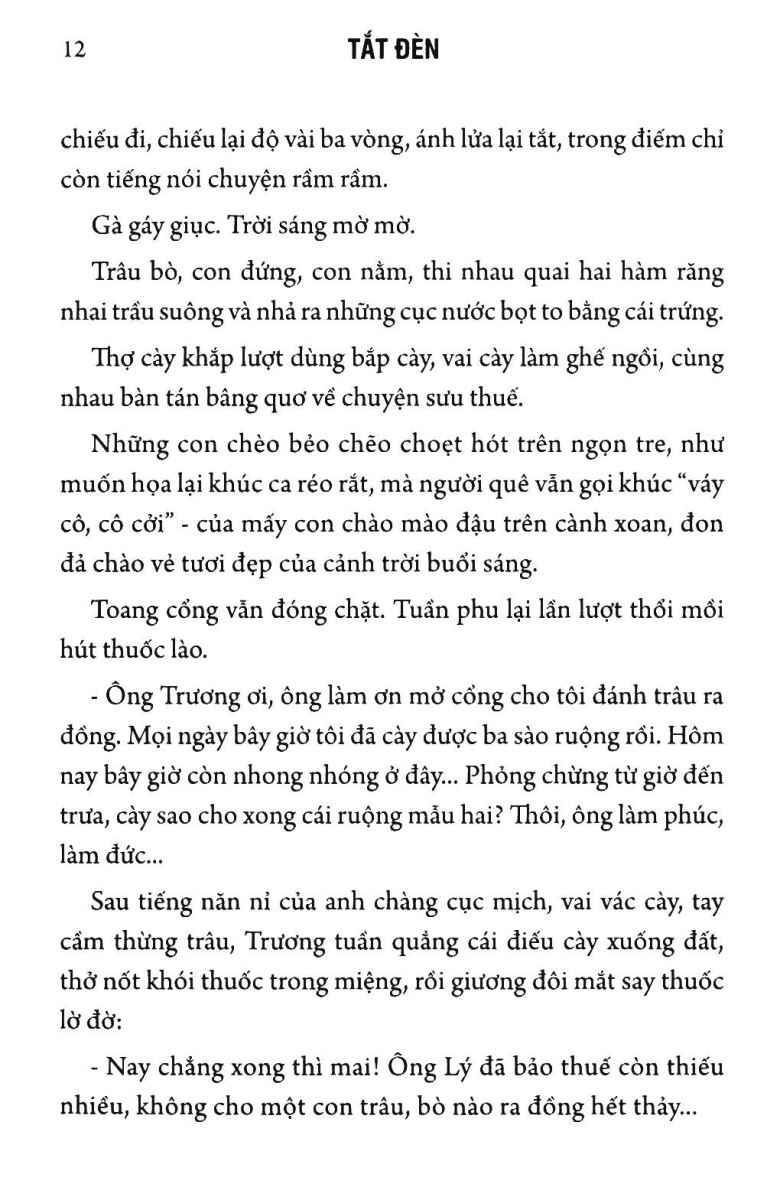 12
TẮT ĐÈN
chiếu đi, chiếu lại độ vài ba vòng, ánh lửa lại tắt, trong điếm chỉ
còn tiếng nói chuyện rầm rầm.
Gà gáy giục. Trời sáng mờ mờ.
Trâu bò, con đứng, con nằm, thi nhau quai hai hàm răng
nhai trầu suông và nhả ra những cục nước bọt to bằng cái trứng.
Thợ cày khắp lượt dùng bắp cày, vai cày làm ghế ngồi, cùng
nhau bàn tán bâng quơ về chuyện sưu thuế.
Những con chèo bẻo chẽo choẹt hót trên ngọn tre, như
muốn họa lại khúc ca réo rắt, mà người quê vẫn gọi khúc “váy
cô, cô cởi” - của mấy con chào mào đậu trên cành xoan, đon
đả chào vẻ tươi đẹp của cảnh trời buổi sáng.
Toang cổng vẫn đóng chặt. Tuần phu lại lần lượt thổi mồi
hút thuốc lào.
- Ông Trương ơi, ông làm ơn mở cổng cho tôi đánh trâu ra
đồng. Mọi ngày bây giờ tôi đã cày được ba sào ruộng rồi. Hôm
nay bây giờ còn nhong nhóng ở đây... Phỏng chừng từ giờ đến
trưa, cày sao cho xong cái ruộng mẫu hai? Thôi, ông làm phúc,
làm đức...
Sau tiếng năn nỉ của anh chàng cục mịch, vai vác cày, tay
cầm thừng trâu, Trương tuần quẳng cái điếu cày xuống đất,
thở nốt khói thuốc trong miệng, rồi giương đôi mắt say thuốc
lờ đờ:
- Nay chẳng xong thì mai! Ông Lý đã bảo thuế còn thiếu
nhiều, không cho một con trâu, bò nào ra đồng hết thảy...